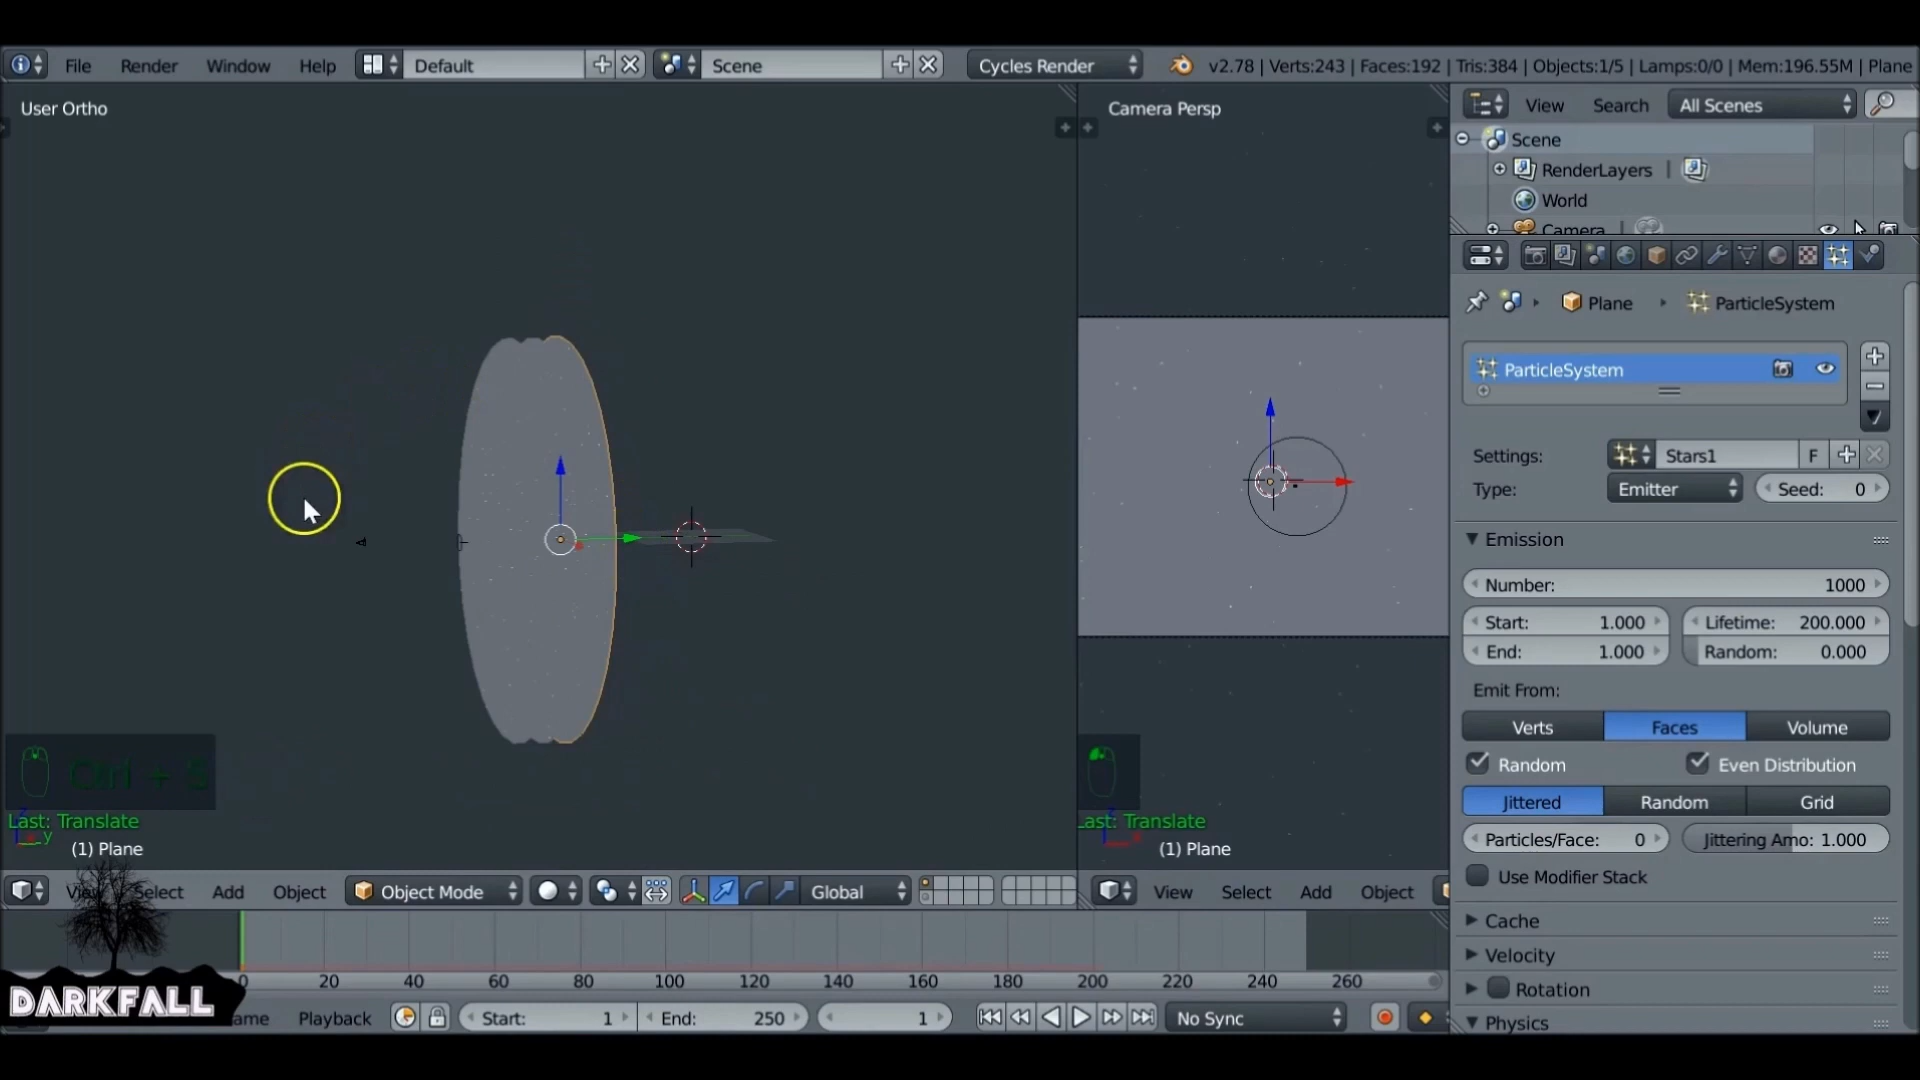 File Render Window Help Default Scene Cycles Render v2.78 | Verts:243 | Faces:192 | Tris:384 | Objects:1/5 | Lamps:0/0 | Mem:196.55M | Plane
User Ortho
Camera Persp
View Search All Scenes
Scene
RenderLayers
World
Camera
Plane ParticleSystem
ParticleSystem
Settings: Stars1 F
Type: Emitter Seed: 0
Emission
Number: 1000
Start: 1.000 Lifetime: 200.000
End: 1.000 Random: 0.000
Emit From:
Verts Faces Volume
Random Even Distribution
Jittered Random Grid
Particles/Face: 0 Jittering Amo: 1.000
Use Modifier Stack
Cache
Velocity
Rotation
Physics
Ctrl + S
Last: Translate
(1) Plane
Last: Translate
(1) Plane
Select Add Object Object Mode Global
View Select Add Object
0 20 40 60 80 100 120 140 160 180 200 220 240 260
DARKFALL
Playback Start: 1 End: 250 1 No Sync